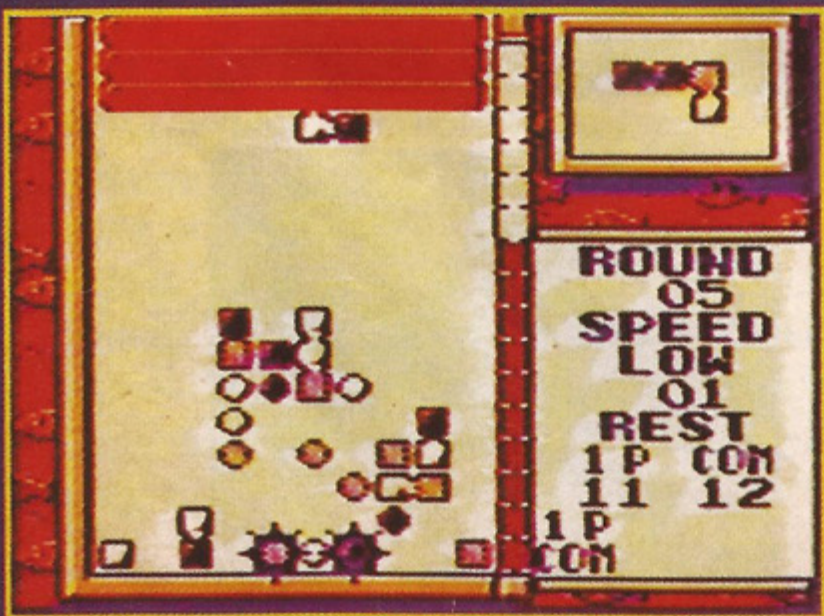 ROUND
05
SPEED
LOW
01
REST
1P COM
11 12
1P
COM